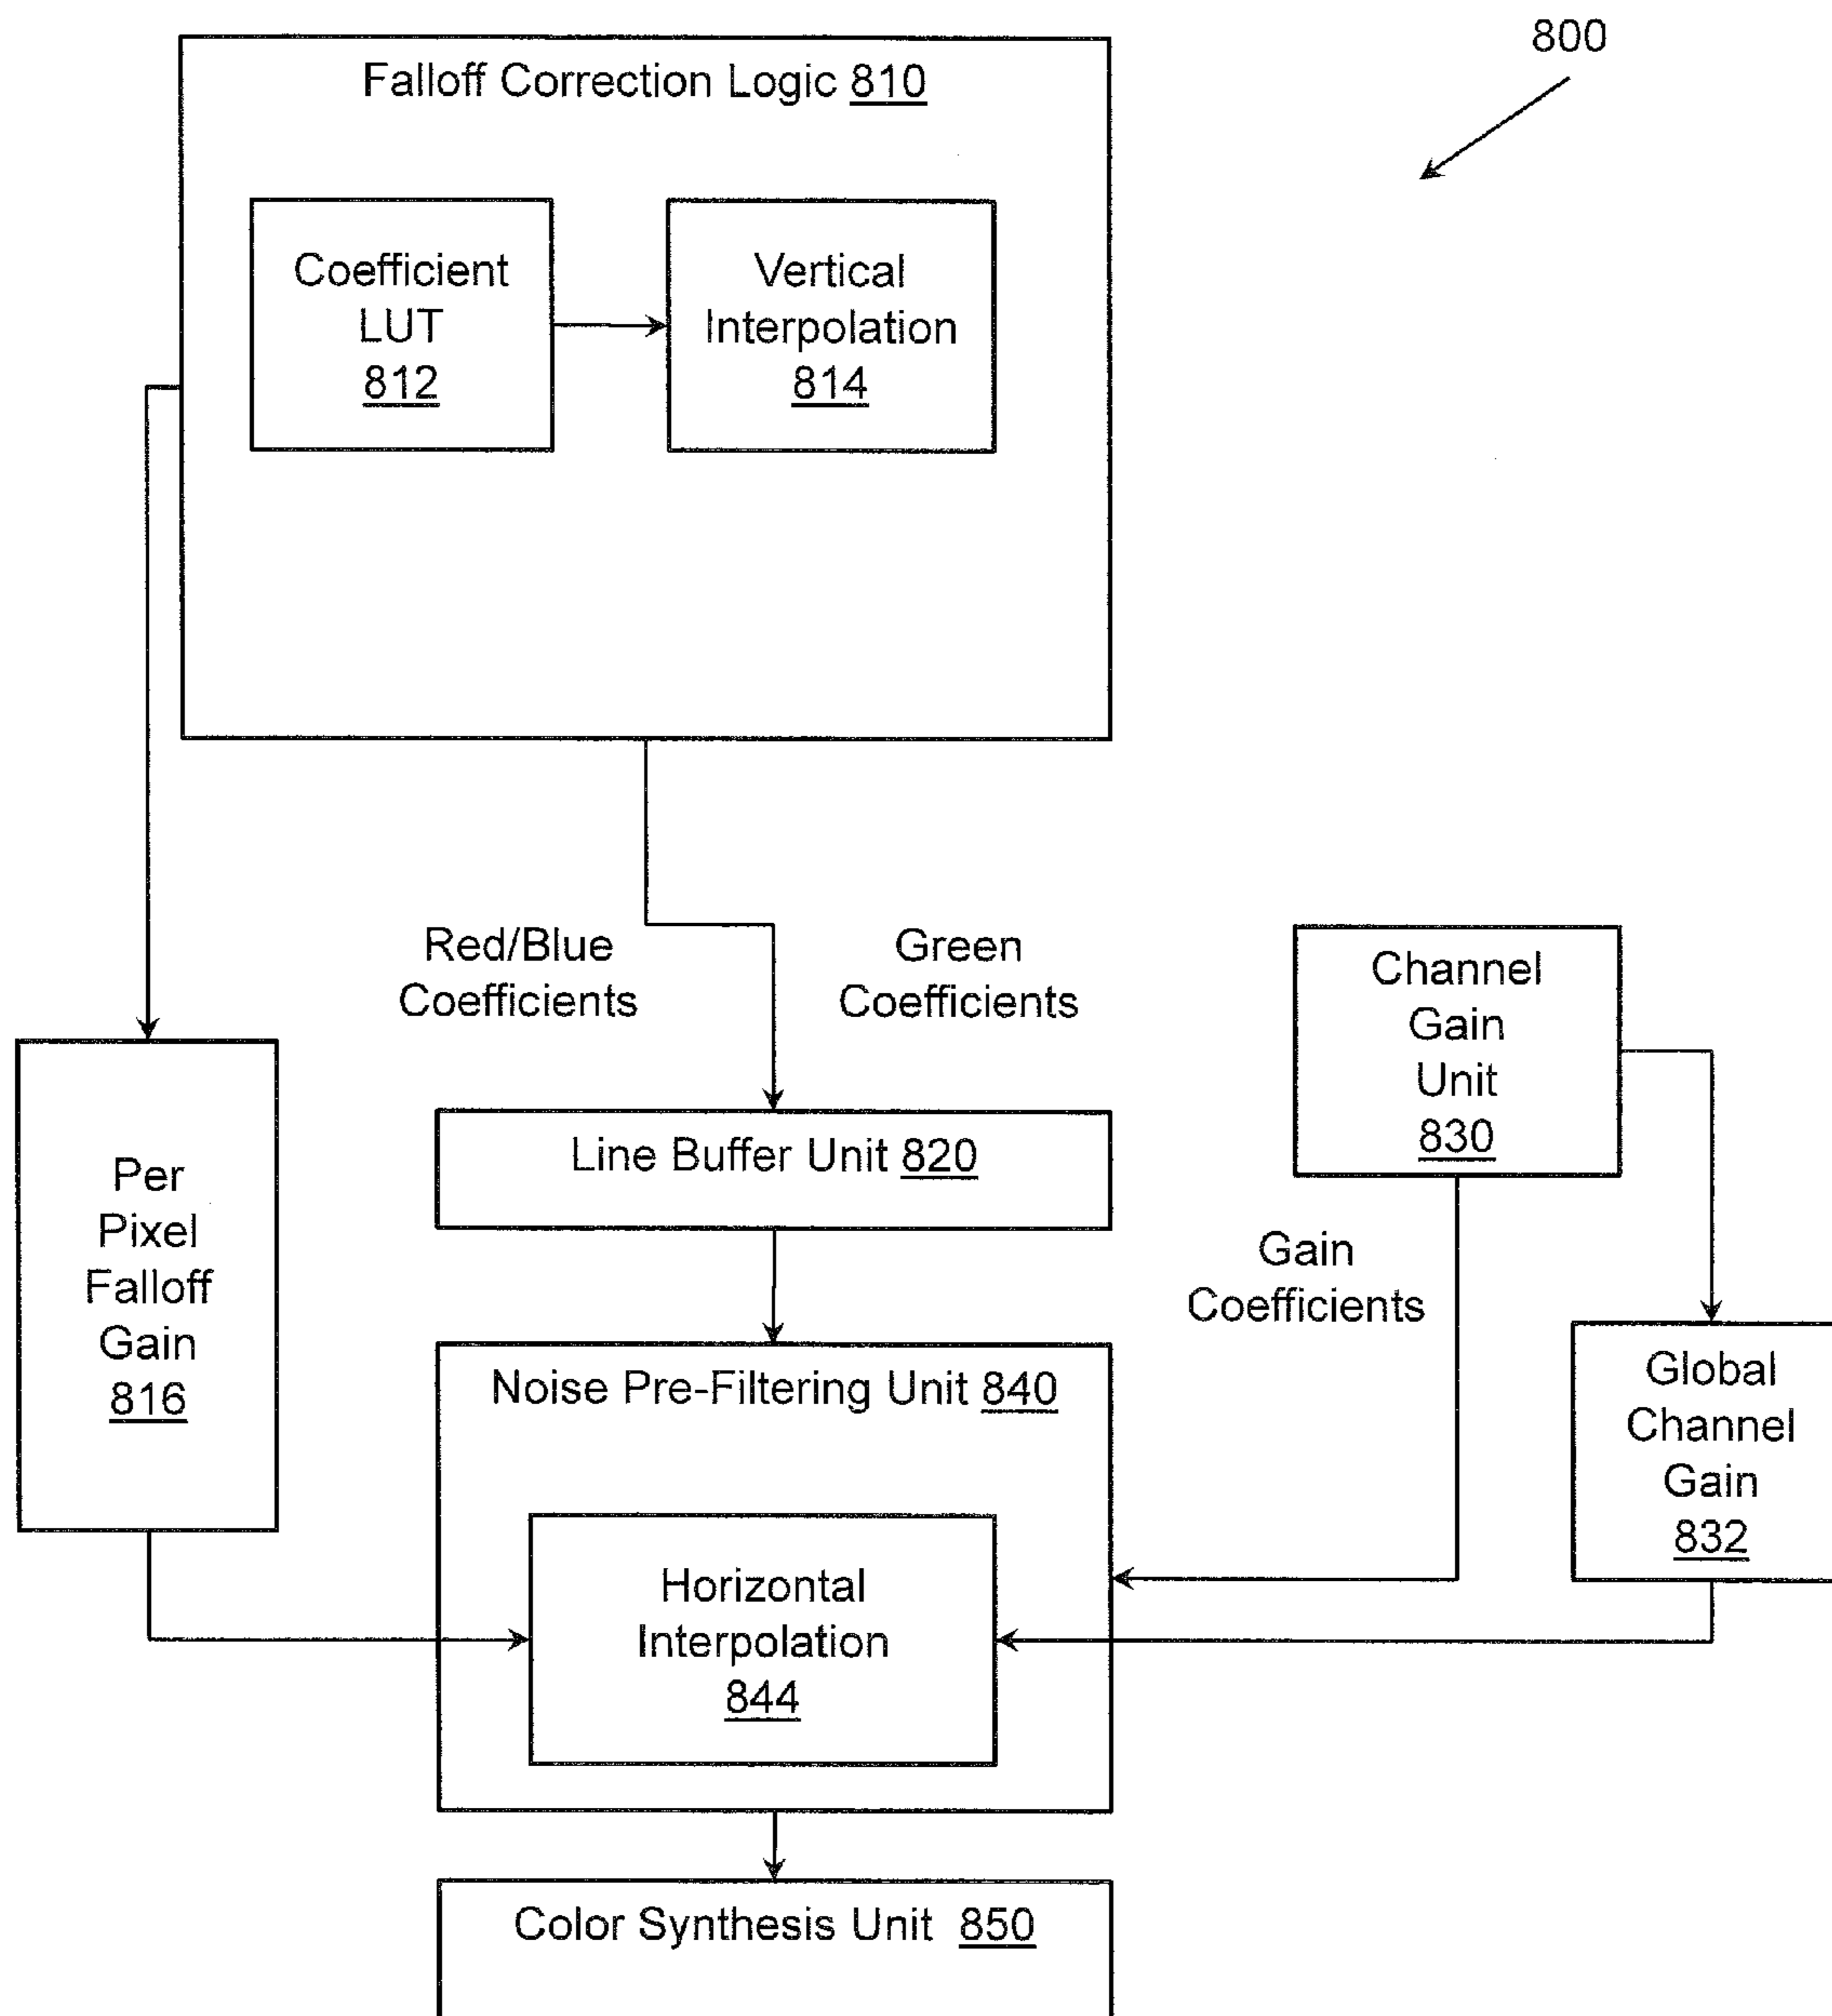 800
Falloff Correction Logic 810
Coefficient
LUT
812
Vertical
Interpolation
814
Red/Blue
Coefficients
Green
Coefficients
Channel
Gain
Unit
830
Per
Pixel
Falloff
Gain
816
Line Buffer Unit 820
Gain
Coefficients
Global
Channel
Gain
832
Noise Pre-Filtering Unit 840
Horizontal
Interpolation
844
Color Synthesis Unit 850